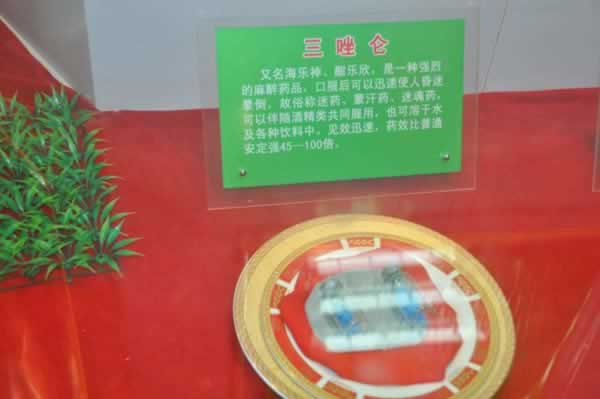 三唑仑
又名海乐神、酣乐欣，是一种强烈
的麻醉药品，口服后可以迅速使人昏迷
晕倒，故俗称迷药、蒙汗药、迷魂药，
可以伴随酒精类共同服用，也可溶于水
及各种饮料中，见效迅速，药效比普通
安定强45—100倍。